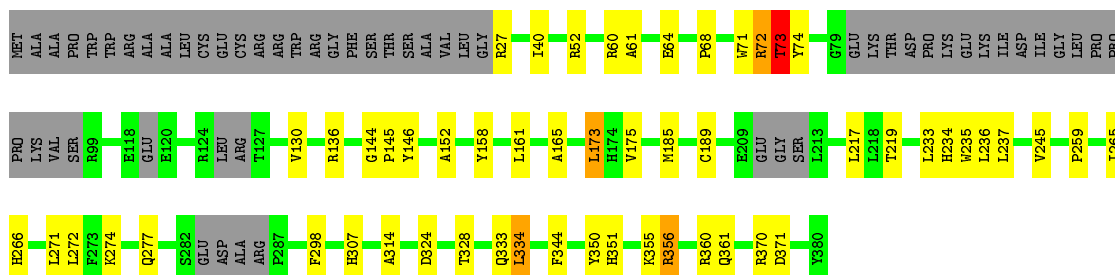 MET ALA ALA PRO TRP TRP ARG ALA ALA LEU CYS GLU CYS ARG ARG TRP ARG GLY PHE SER THR SER ALA VAL LEU GLY R27 I40 R52 R60 A61 E64 P68 W71 R72 T73 Y74 G79 GLU LYS THR ASP PRO LYS GLU LYS ILE ASP ILE GLY LEU PRO PRO
PRO LYS VAL SER R99 E118 GLU E120 R124 LEU ARG T127 V130 R136 G144 P145 Y146 A152 Y158 L161 A165 L173 H174 V175 M185 C189 E209 GLU GLY SER L213 L217 L218 T219 L233 H234 W235 L236 L237 V245 P259
H266 L271 L272 F273 K274 Q277 S282 GLU ASP ALA ARG P287 F298 H307 A314 D324 T328 Q333 L334 F344 Y350 H351 K355 R356 R360 Q361 R370 D371 Y380